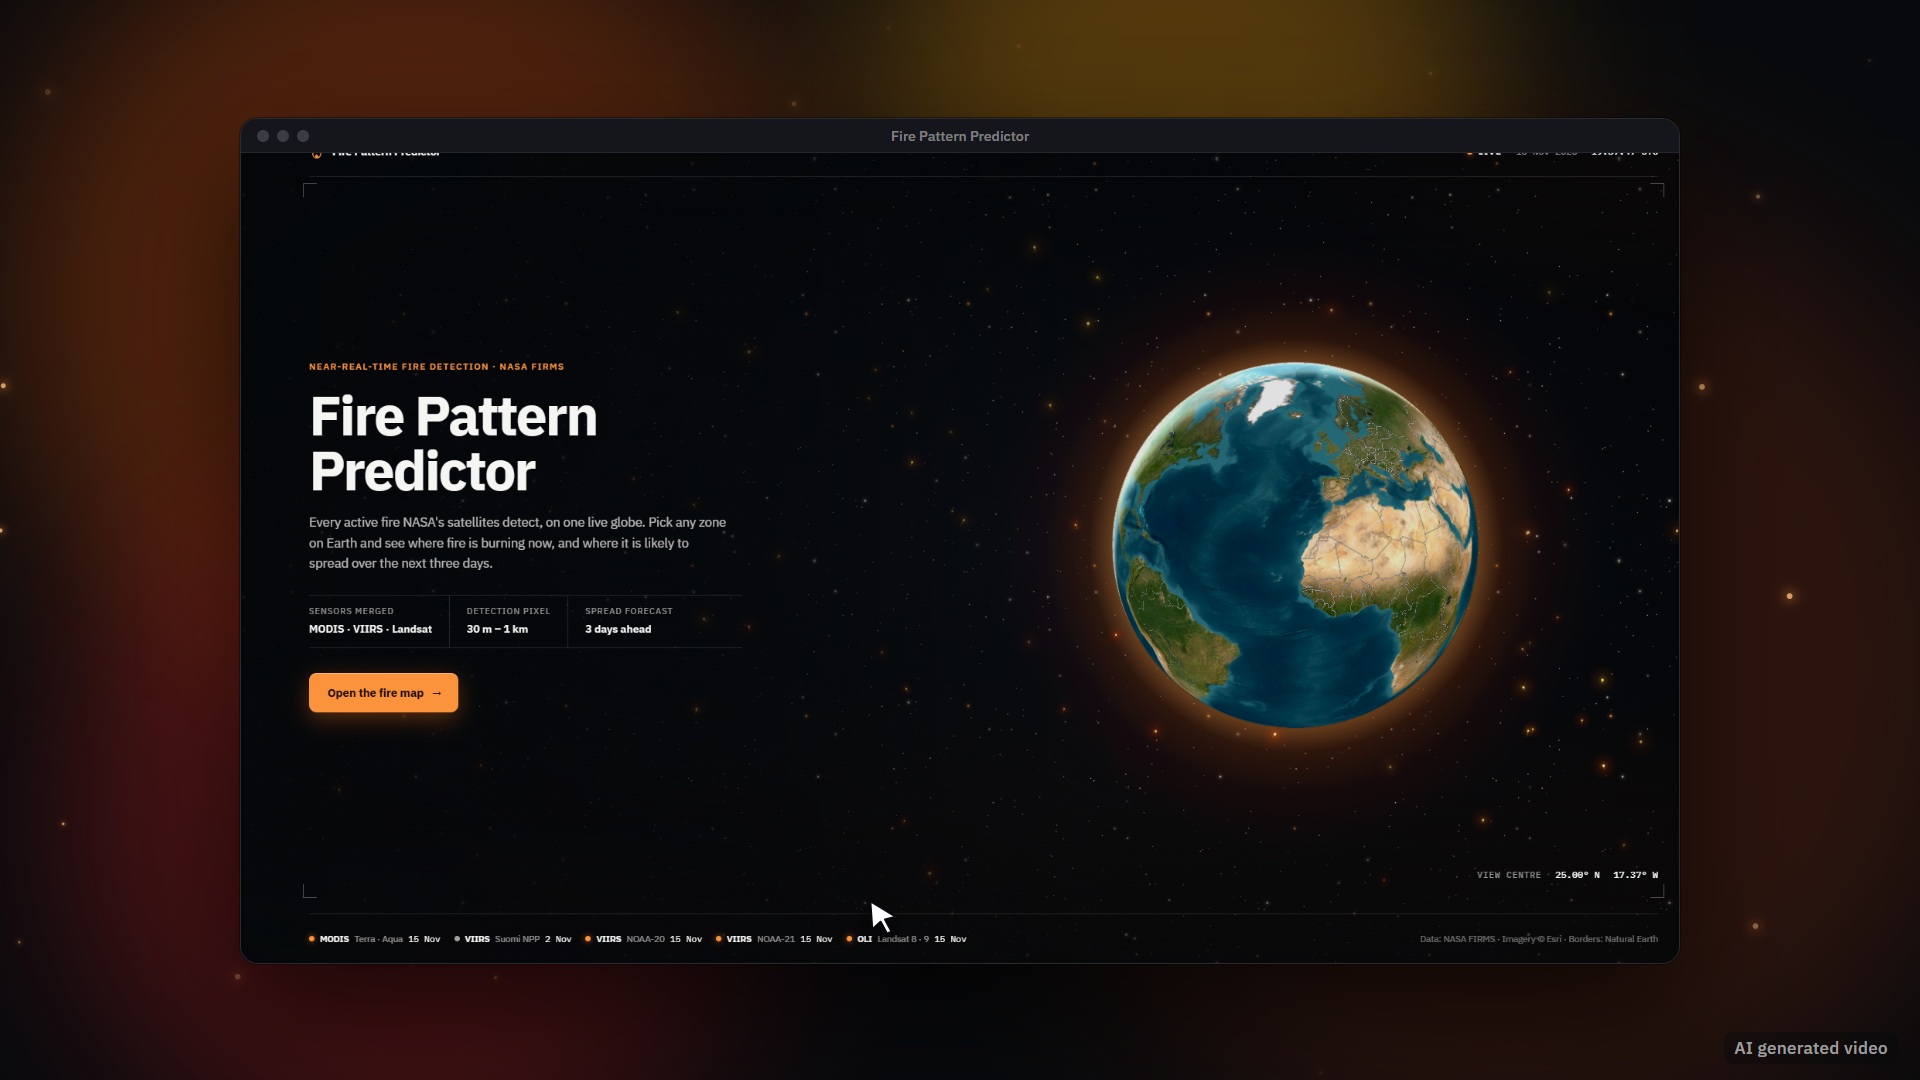 Fire Pattern Predictor
Fire Pattern Predictor
LIVE
NEAR-REAL-TIME FIRE DETECTION · NASA FIRMS
Fire Pattern
Predictor
Every active fire NASA's satellites detect, on one live globe. Pick any zone
on Earth and see where fire is burning now, and where it is likely to
spread over the next three days.
SENSORS MERGED
MODIS · VIIRS · Landsat
DETECTION PIXEL
30 m – 1 km
SPREAD FORECAST
3 days ahead
Open the fire map →
VIEW CENTRE 25.00° N 17.37° W
MODIS Terra · Aqua 15 Nov VIIRS Suomi NPP 2 Nov VIIRS NOAA-20 15 Nov VIIRS NOAA-21 15 Nov OLI Landsat 8 · 9 15 Nov
Data: NASA FIRMS · Imagery © Esri · Borders: Natural Earth
AI generated video